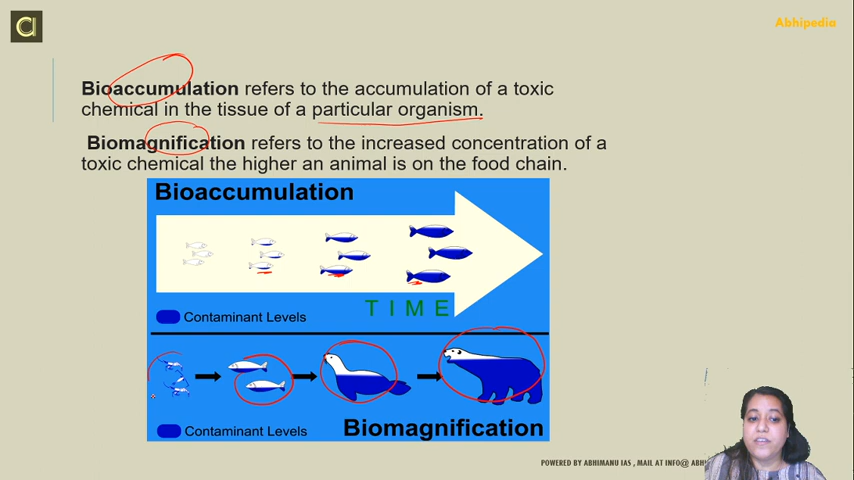 Abhipedia
Bioaccumulation refers to the accumulation of a toxic
chemical in the tissue of a particular organism.
Biomagnification refers to the increased concentration of a
toxic chemical the higher an animal is on the food chain.
Bioaccumulation
TIME
Contaminant Levels
Contaminant Levels
Biomagnification
POWERED BY ABHIMANU IAS , MAIL AT INFO@ ABH